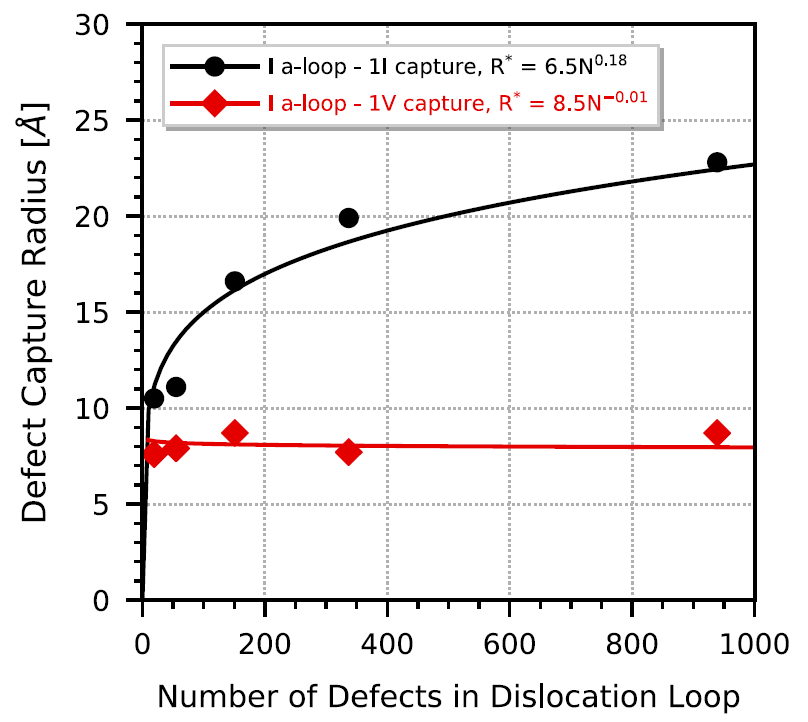 I a-loop - 1I capture, R* = 6.5N^0.18
I a-loop - 1V capture, R* = 8.5N^−0.01
Defect Capture Radius [Å]
30
25
20
15
10
5
0
0 200 400 600 800 1000
Number of Defects in Dislocation Loop